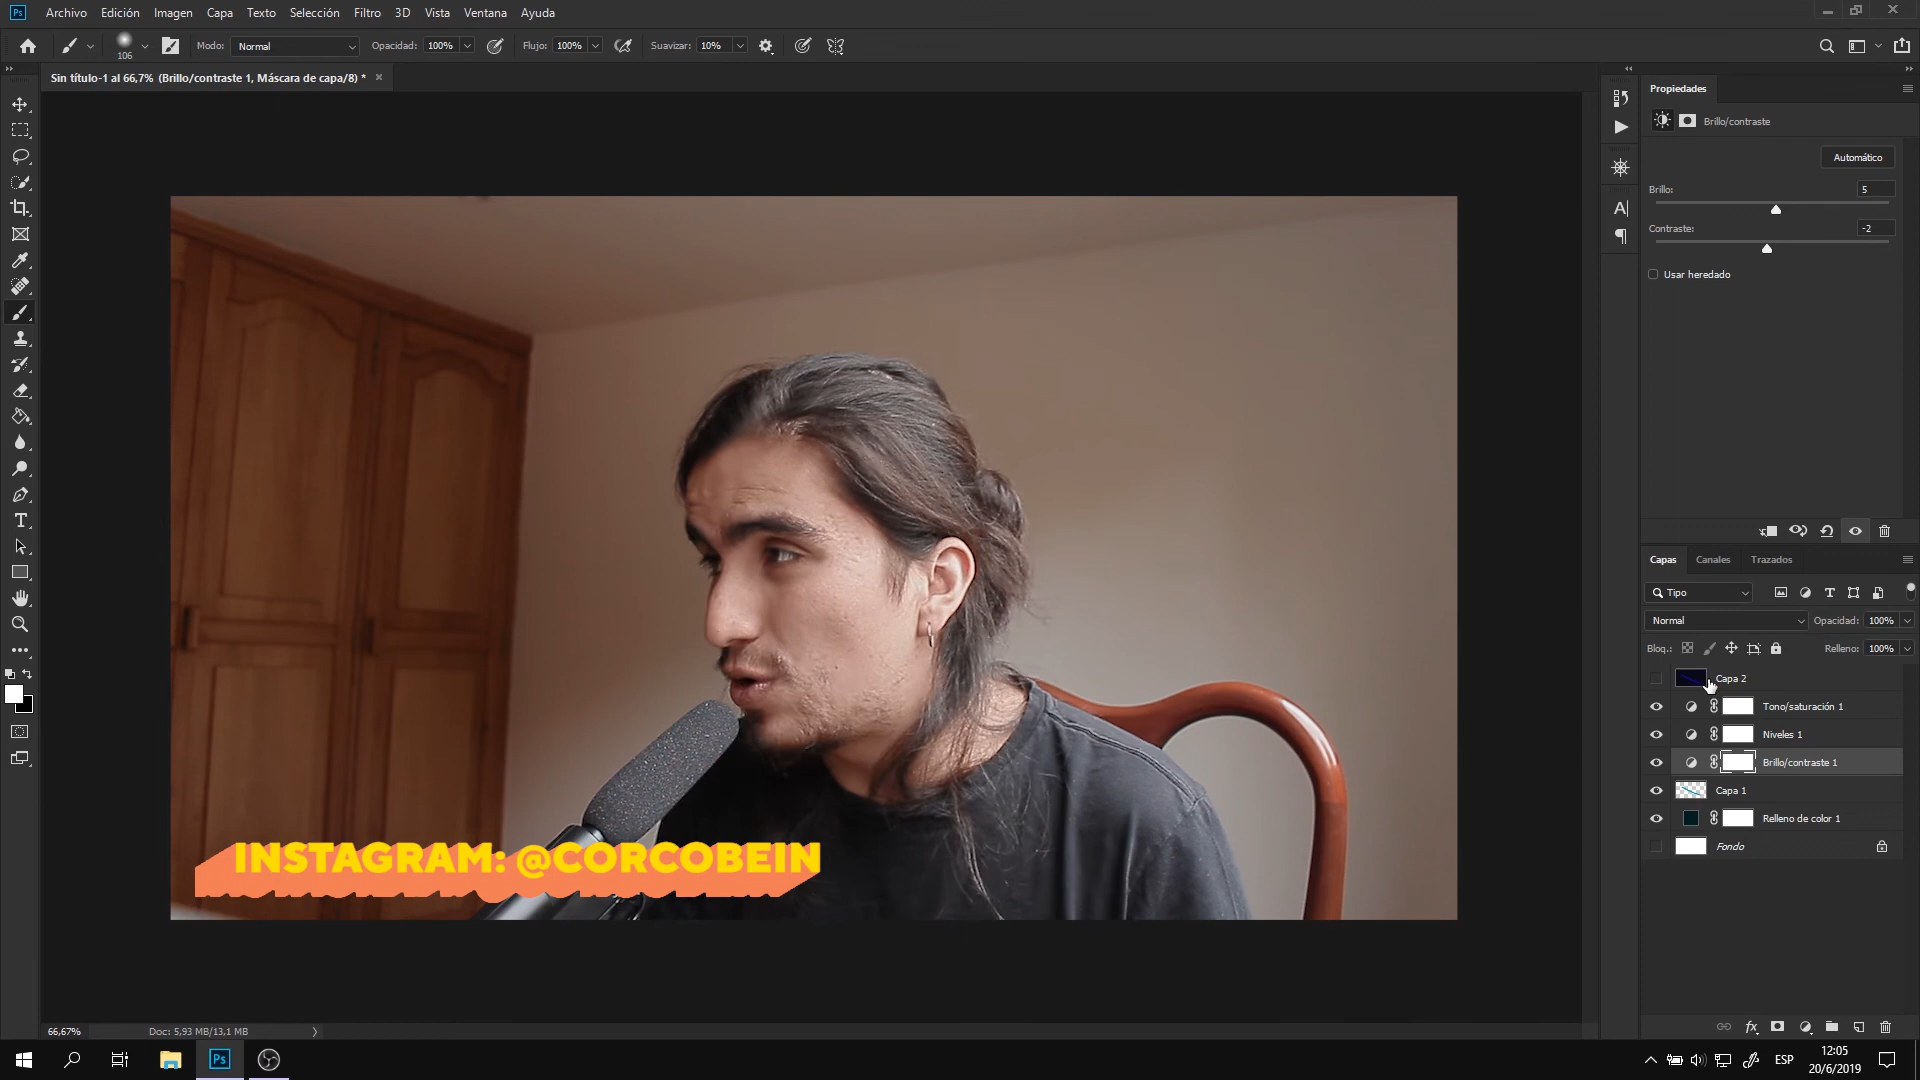 Ps Archivo Edición Imagen Capa Texto Selección Filtro 3D Vista Ventana Ayuda
106 Modo: Normal Opacidad: 100% Flujo: 100% Suavizar: 10%
Sin título-1 al 66,7% (Brillo/contraste 1, Máscara de capa/8) *
Propiedades
Brillo/contraste
Automático
Brillo: 5
Contraste: -2
Usar heredado
INSTAGRAM: @CORCOBEIN
Capas Canales Trazados
Tipo
Normal Opacidad: 100%
Bloq.: Relleno: 100%
Capa 2
Tono/saturación 1
Niveles 1
Brillo/contraste 1
Capa 1
Relleno de color 1
Fondo
66,67% Doc: 5,93 MB/13,1 MB
Ps ESP 12:05
20/6/2019